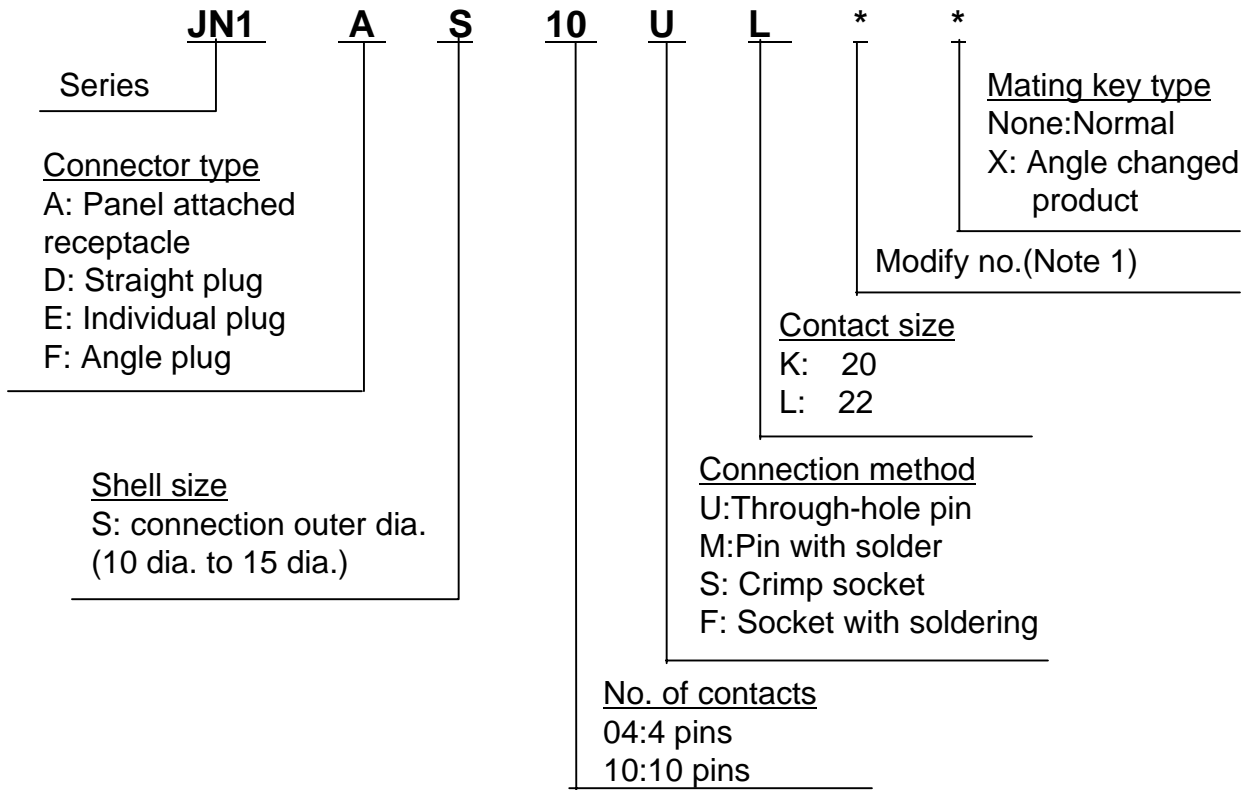 JN1 A S 10 U L * *
Series
Connector type
A: Panel attached
receptacle
D: Straight plug
E: Individual plug
F: Angle plug
Shell size
S: connection outer dia.
(10 dia. to 15 dia.)
Mating key type
None:Normal
X: Angle changed
product
Modify no.(Note 1)
Contact size
K: 20
L: 22
Connection method
U:Through-hole pin
M:Pin with solder
S: Crimp socket
F: Socket with soldering
No. of contacts
04:4 pins
10:10 pins